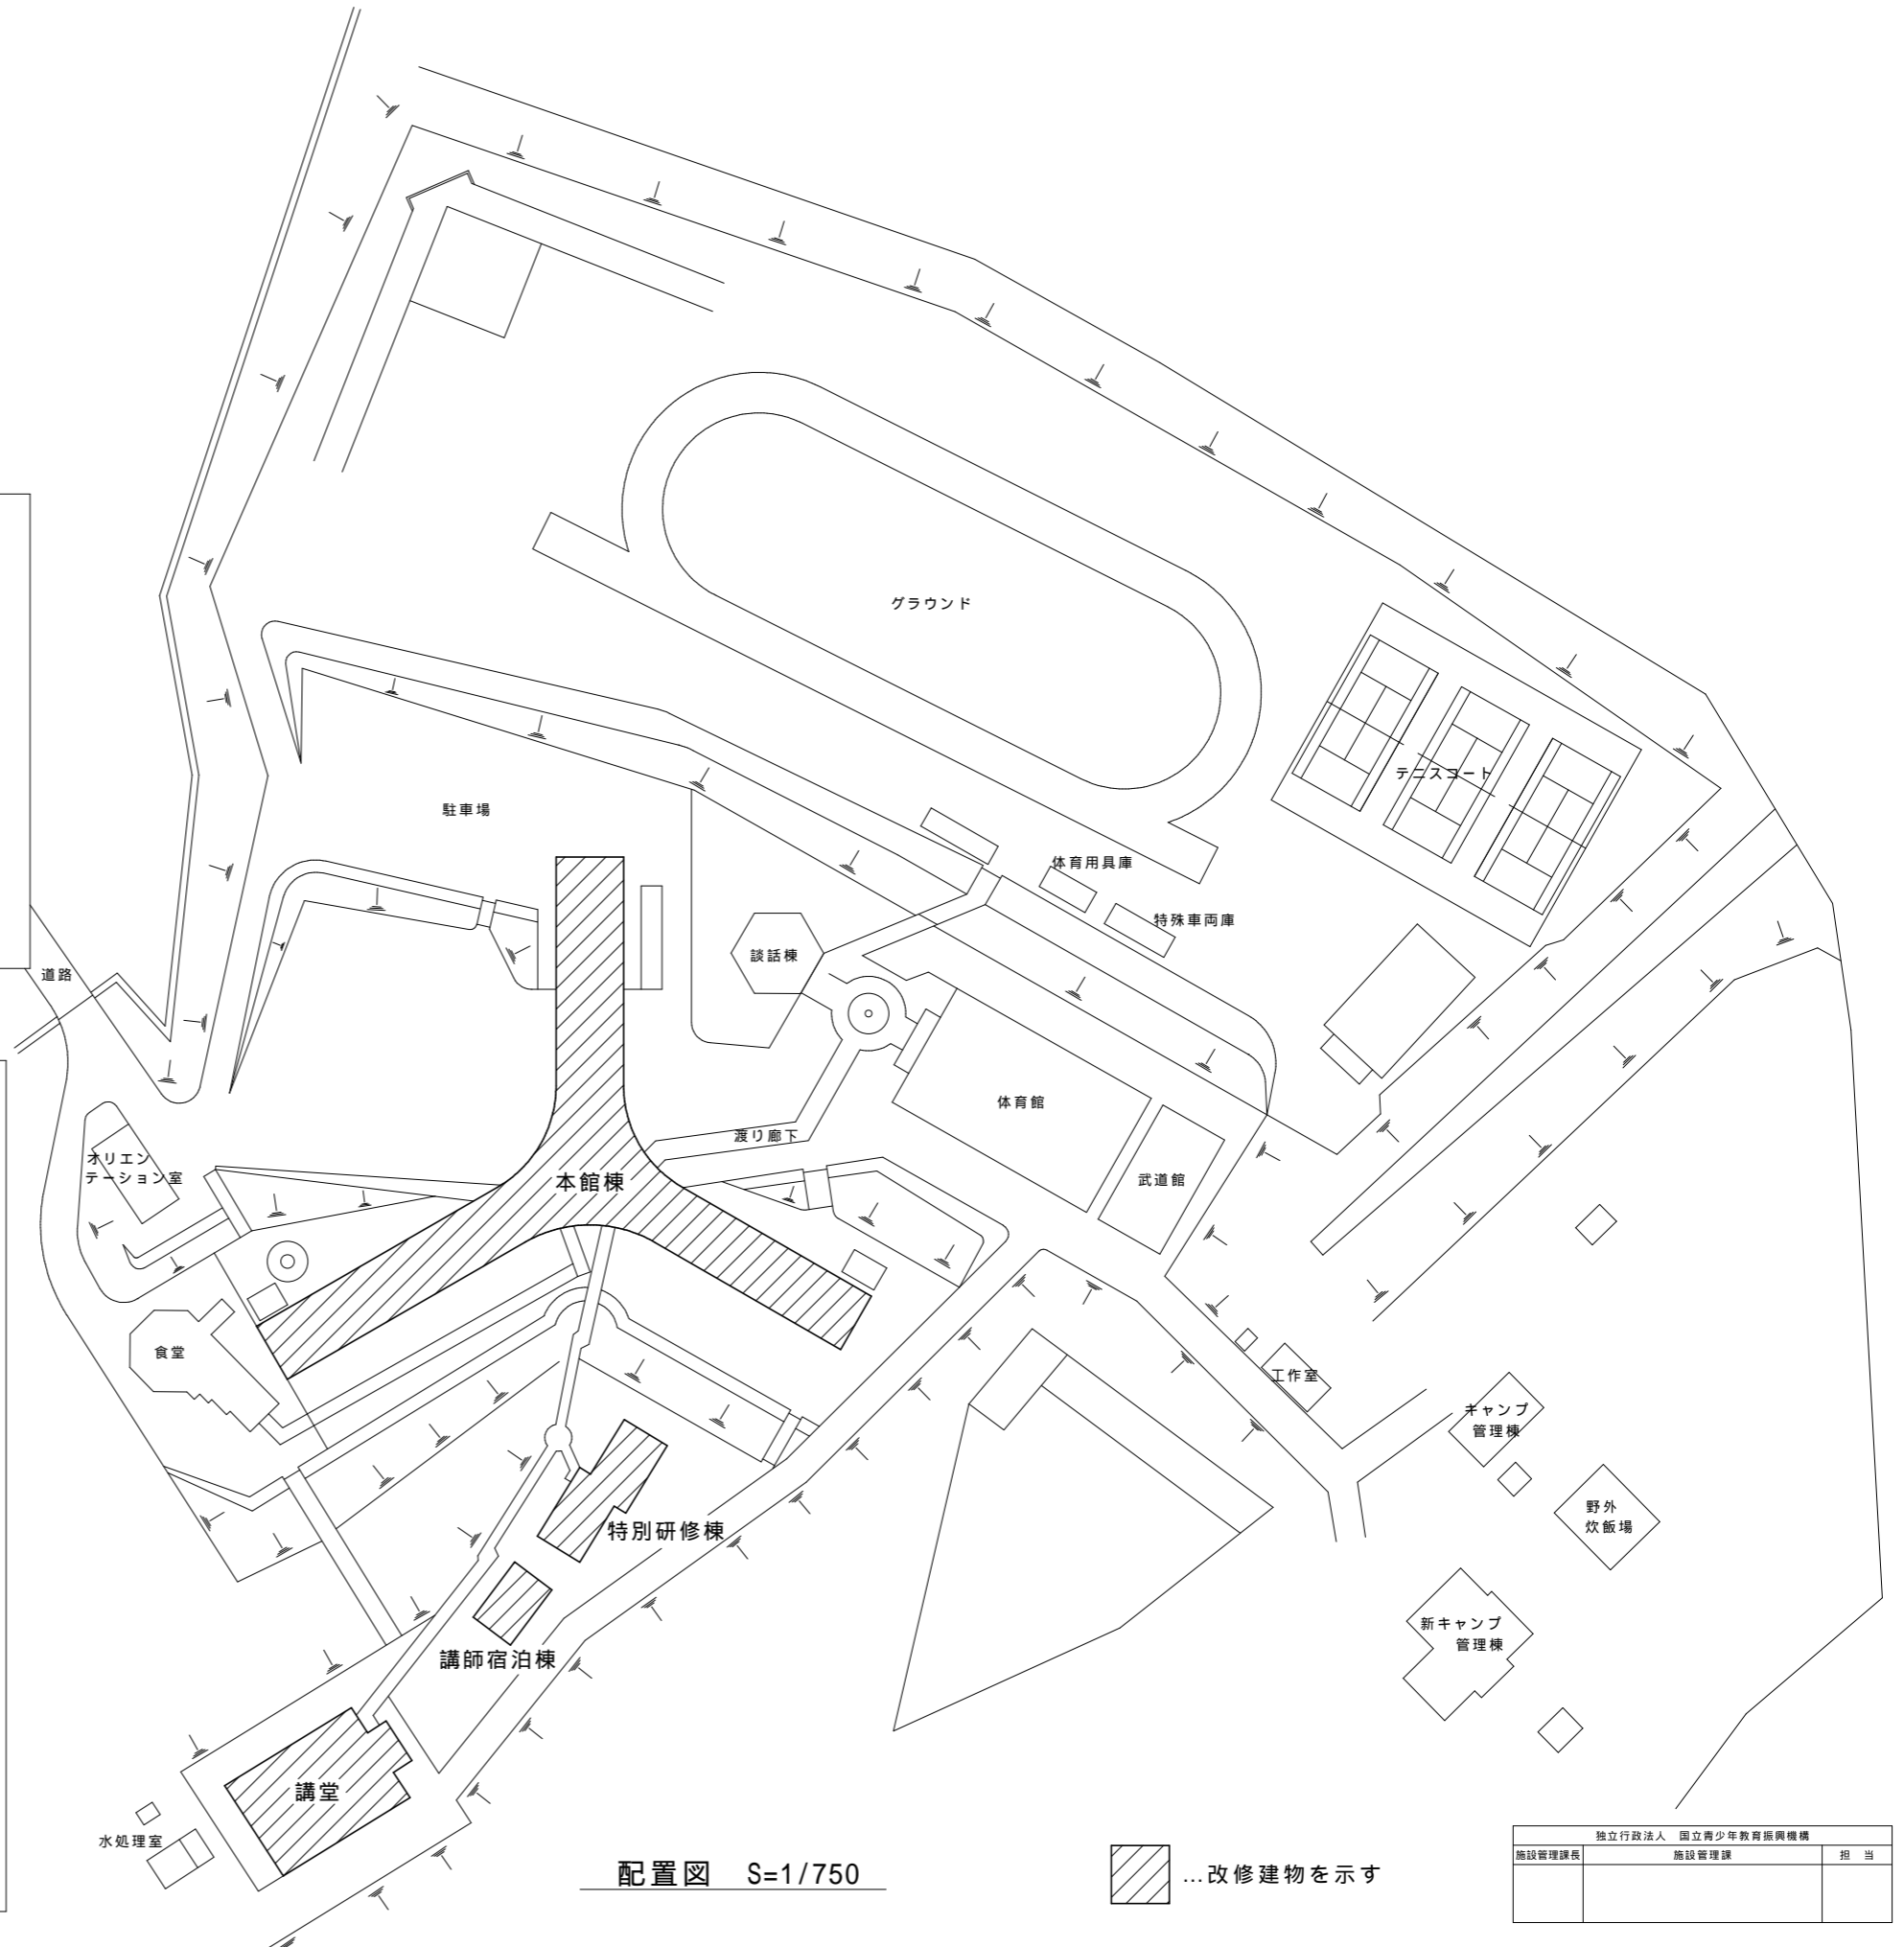 グラウンド
テニスコート
駐車場
体育用具庫
特殊車両庫
談話棟
道路
体育館
渡り廊下
武道館
オリエン
テーション室
本館棟
食堂
工作室
キャンプ
管理棟
野外
炊飯場
特別研修棟
新キャンプ
管理棟
講師宿泊棟
講堂
水処理室
配置図 S=1/750
…改修建物を示す
独立行政法人 国立青少年教育振興機構
施設管理課長 施設管理課 担 当